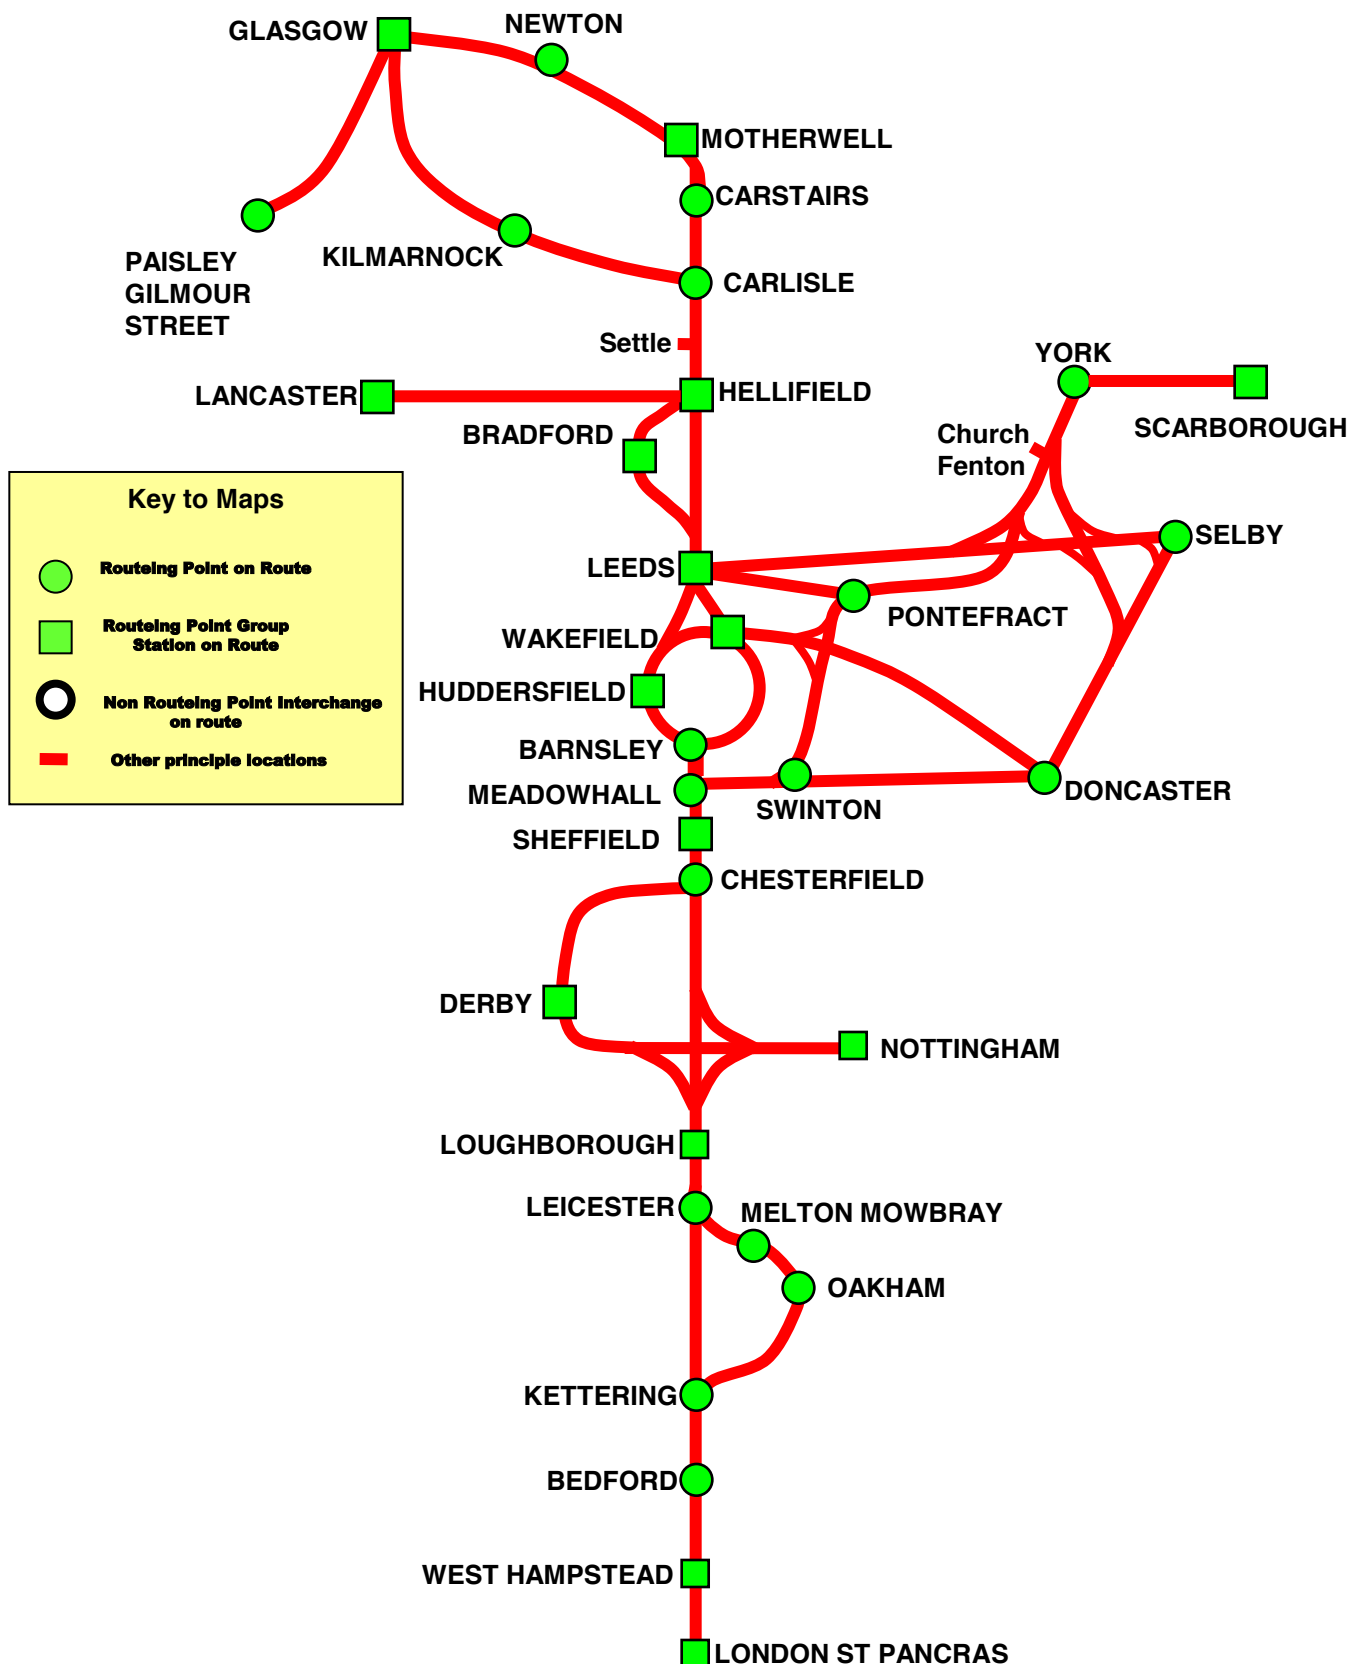 NEWTON
GLASGOW
MOTHERWELL
CARSTAIRS
KILMARNOCK
PAISLEY
GILMOUR
STREET
CARLISLE
Settle
YORK
LANCASTER
HELLIFIELD
BRADFORD
Church
Fenton
SCARBOROUGH
Key to Maps
Routeing Point on Route
Routeing Point Group
Station on Route
Non Routeing Point Interchange
on route
Other principle locations
SELBY
LEEDS
PONTEFRACT
WAKEFIELD
HUDDERSFIELD
BARNSLEY
MEADOWHALL
SWINTON
DONCASTER
SHEFFIELD
CHESTERFIELD
DERBY
NOTTINGHAM
LOUGHBOROUGH
LEICESTER
MELTON MOWBRAY
OAKHAM
KETTERING
BEDFORD
WEST HAMPSTEAD
LONDON ST PANCRAS